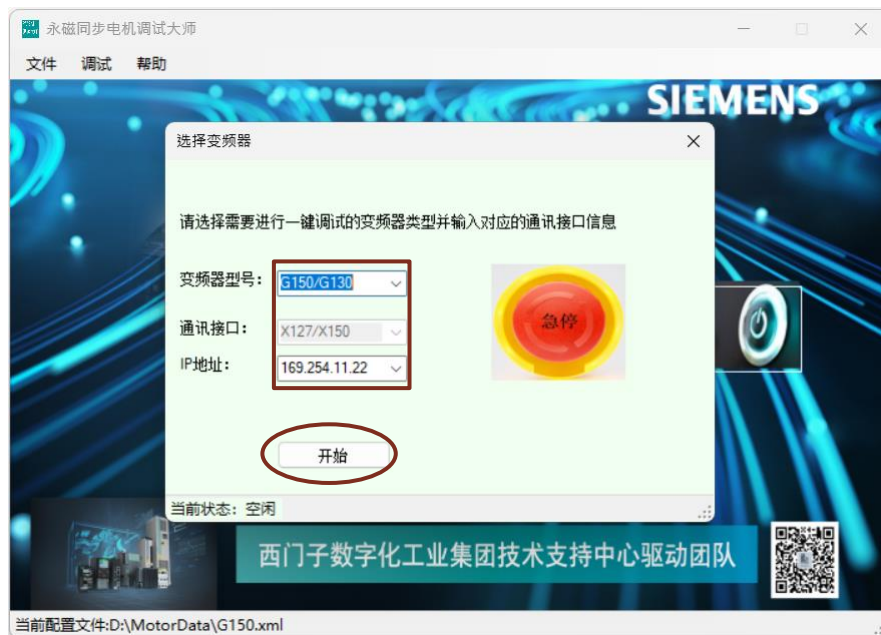 永磁同步电机调试大师
文件 调试 帮助
SIEMENS
选择变频器
请选择需要进行一键调试的变频器类型并输入对应的通讯接口信息
变频器型号: G150/G130
急停
通讯接口: X127/X150
IP地址: 169.254.11.22
开始
当前状态: 空闲
西门子数字化工业集团技术支持中心驱动团队
当前配置文件:D:\MotorData\G150.xml